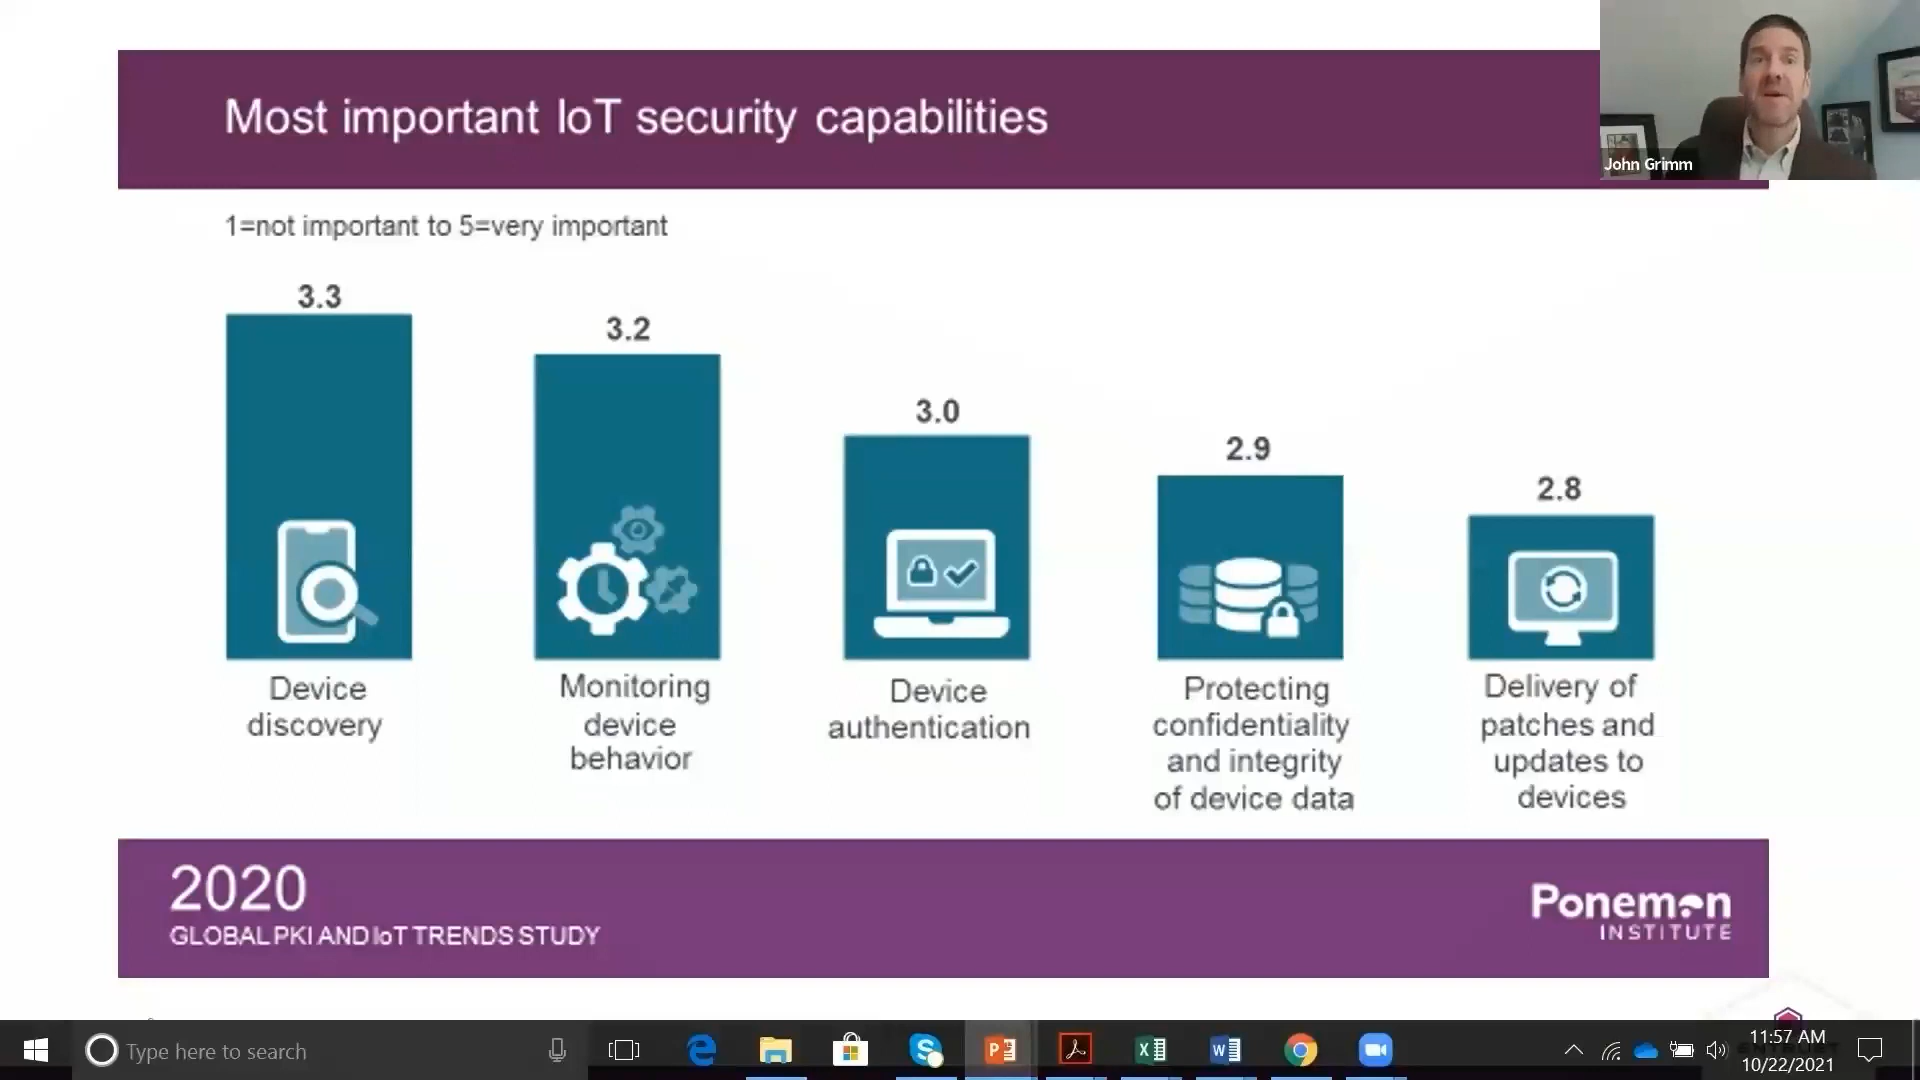 Most important IoT security capabilities
John Grimm
1=not important to 5=very important
3.3
3.2
3.0
2.9
2.8
Device
discovery
Monitoring
device
behavior
Device
authentication
Protecting
confidentiality
and integrity
of device data
Delivery of
patches and
updates to
devices
2020
GLOBAL PKI AND IoT TRENDS STUDY
Ponemon
INSTITUTE
Type here to search
11:57 AM
10/22/2021